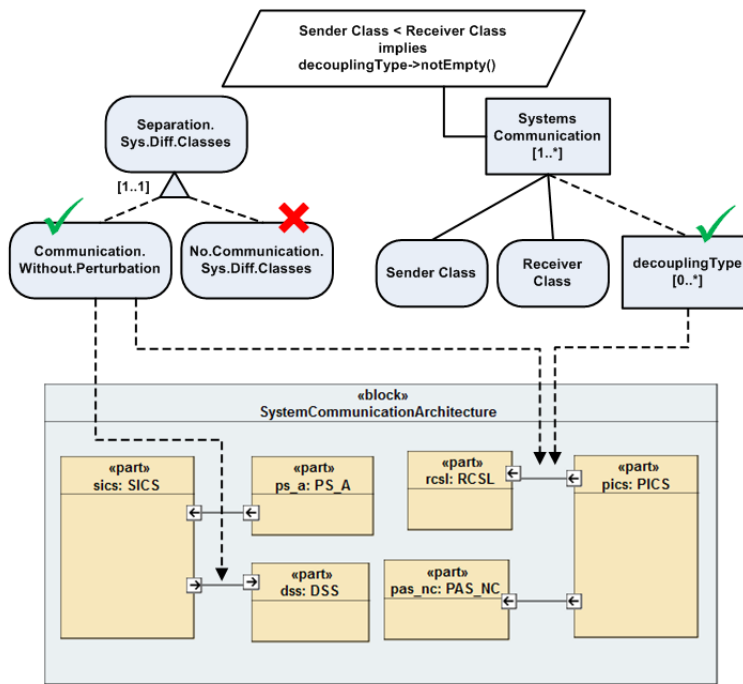 Sender Class < Receiver Class
implies
decouplingType->notEmpty()
Separation.
Sys.Diff.Classes
[1..1]
Systems
Communication
[1..*]
Communication.
Without.Perturbation
No.Communication.
Sys.Diff.Classes
Sender Class
Receiver
Class
decouplingType
[0..*]
«block»
SystemCommunicationArchitecture
«part»
sics: SICS
«part»
ps_a: PS_A
«part»
rcsl: RCSL
«part»
pics: PICS
«part»
dss: DSS
«part»
pas_nc: PAS_NC